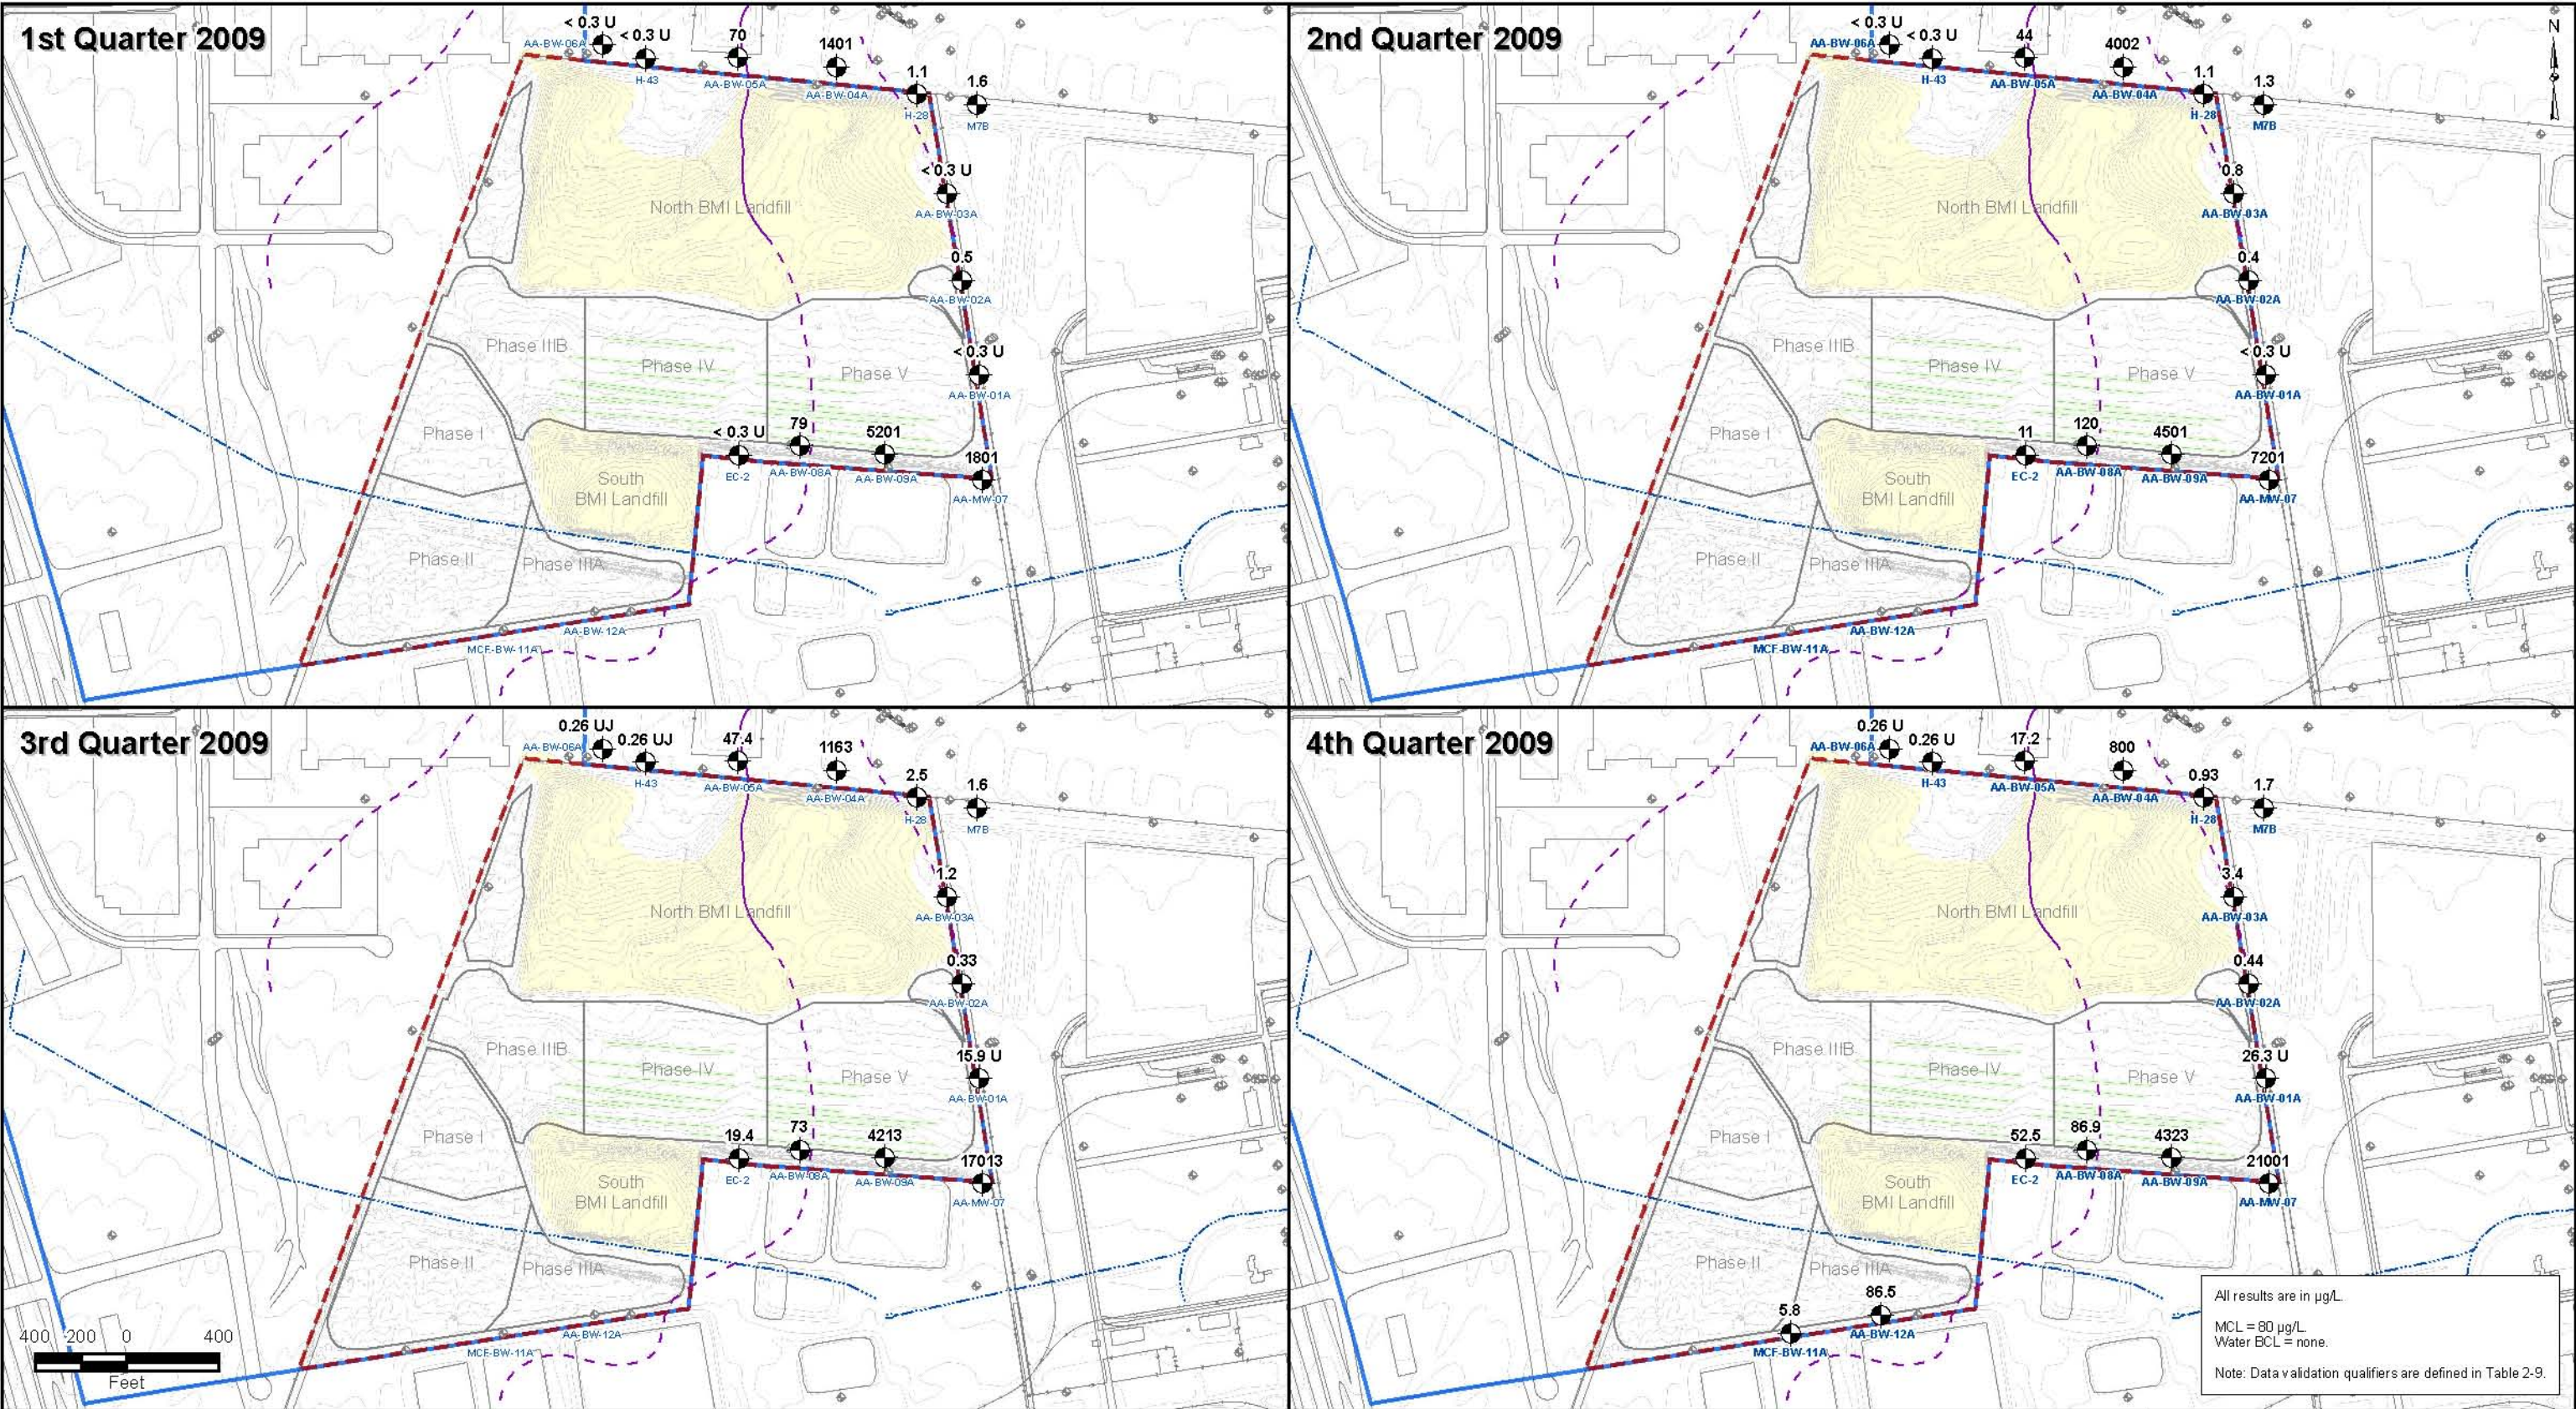 1st Quarter 2009
< 0.3 U
AA-BW-06A
< 0.3 U
H-43
70
AA-BW-05A
1401
AA-BW-04A
1.1
H-28
1.6
M7B
< 0.3 U
AA-BW-03A
North BMI Landfill
0.5
AA-BW-02A
< 0.3 U
AA-BW-01A
Phase IIIB
Phase IV
Phase V
Phase I
< 0.3 U
EC-2
79
AA-BW-08A
5201
AA-BW-09A
1801
AA-MW-07
South
BMI Landfill
Phase II
Phase IIIA
AA-BW-12A
MCF-BW-11A
2nd Quarter 2009
< 0.3 U
AA-BW-06A
< 0.3 U
H-43
44
AA-BW-05A
4002
AA-BW-04A
1.1
H-28
1.3
M7B
N
0.8
AA-BW-03A
North BMI Landfill
0.4
AA-BW-02A
< 0.3 U
AA-BW-01A
Phase IIIB
Phase IV
Phase V
Phase I
11
EC-2
120
AA-BW-08A
4501
AA-BW-09A
7201
AA-MW-07
South
BMI Landfill
Phase II
Phase IIIA
AA-BW-12A
MCF-BW-11A
3rd Quarter 2009
0.26 UJ
AA-BW-06A
0.26 UJ
H-43
47.4
AA-BW-05A
1163
AA-BW-04A
2.5
H-28
1.6
M7B
1.2
AA-BW-03A
North BMI Landfill
0.33
AA-BW-02A
15.9 U
AA-BW-01A
Phase IIIB
Phase IV
Phase V
Phase I
19.4
EC-2
73
AA-BW-08A
4213
AA-BW-09A
17013
AA-MW-07
South
BMI Landfill
Phase II
Phase IIIA
AA-BW-12A
MCF-BW-11A
400 200 0 400
Feet
4th Quarter 2009
0.26 U
AA-BW-06A
0.26 U
H-43
17.2
AA-BW-05A
800
AA-BW-04A
0.93
H-28
1.7
M7B
3.4
AA-BW-03A
North BMI Landfill
0.44
AA-BW-02A
26.3 U
AA-BW-01A
Phase IIIB
Phase IV
Phase V
Phase I
52.5
EC-2
86.9
AA-BW-08A
4323
AA-BW-09A
21001
AA-MW-07
South
BMI Landfill
Phase II
Phase IIIA
86.5
AA-BW-12A
5.8
MCF-BW-11A
All results are in µg/L.
MCL = 80 µg/L.
Water BCL = none.
Note: Data validation qualifiers are defined in Table 2-9.